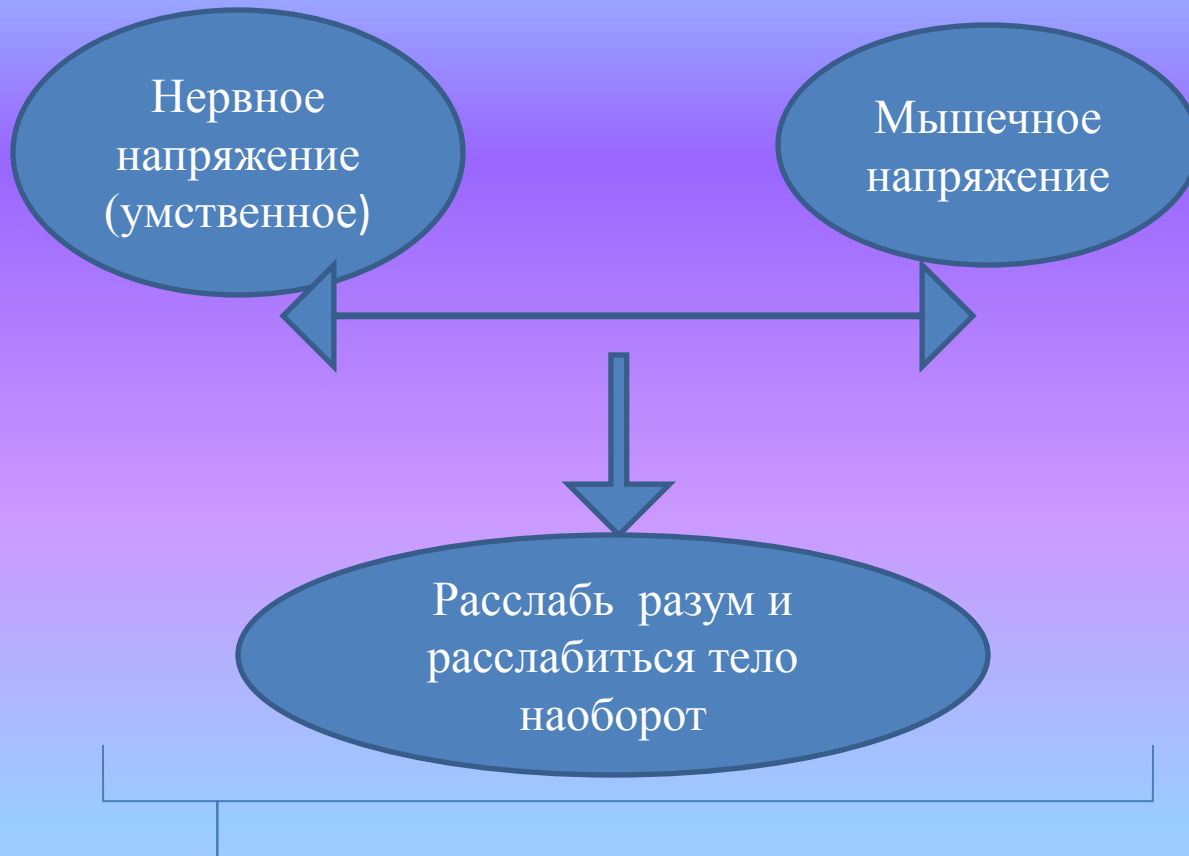 Нервное
напряжение
(умственное)
Мышечное
напряжение
Расслабь  разум и
расслабиться тело
наоборот